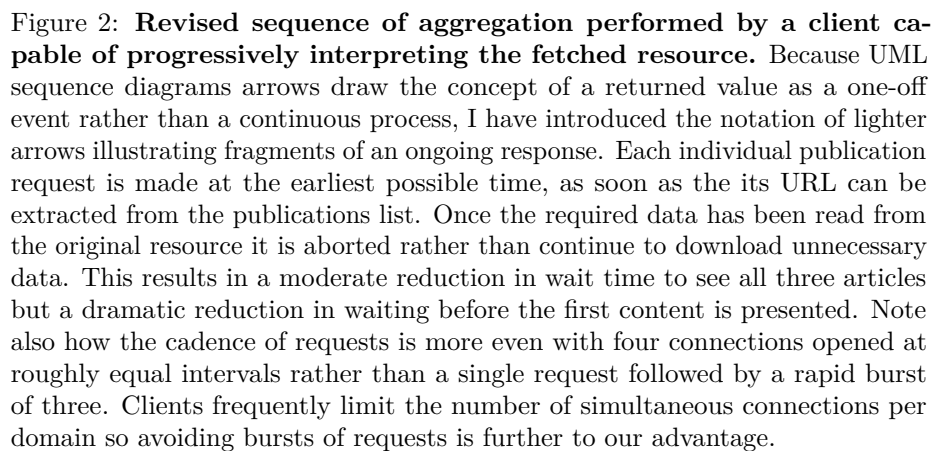 Figure 2: Revised sequence of aggregation performed by a client ca-
pable of progressively interpreting the fetched resource. Because UML
sequence diagrams arrows draw the concept of a returned value as a one-off
event rather than a continuous process, I have introduced the notation of lighter
arrows illustrating fragments of an ongoing response. Each individual publication
request is made at the earliest possible time, as soon as the its URL can be
extracted from the publications list. Once the required data has been read from
the original resource it is aborted rather than continue to download unnecessary
data. This results in a moderate reduction in wait time to see all three articles
but a dramatic reduction in waiting before the first content is presented. Note
also how the cadence of requests is more even with four connections opened at
roughly equal intervals rather than a single request followed by a rapid burst
of three. Clients frequently limit the number of simultaneous connections per
domain so avoiding bursts of requests is further to our advantage.